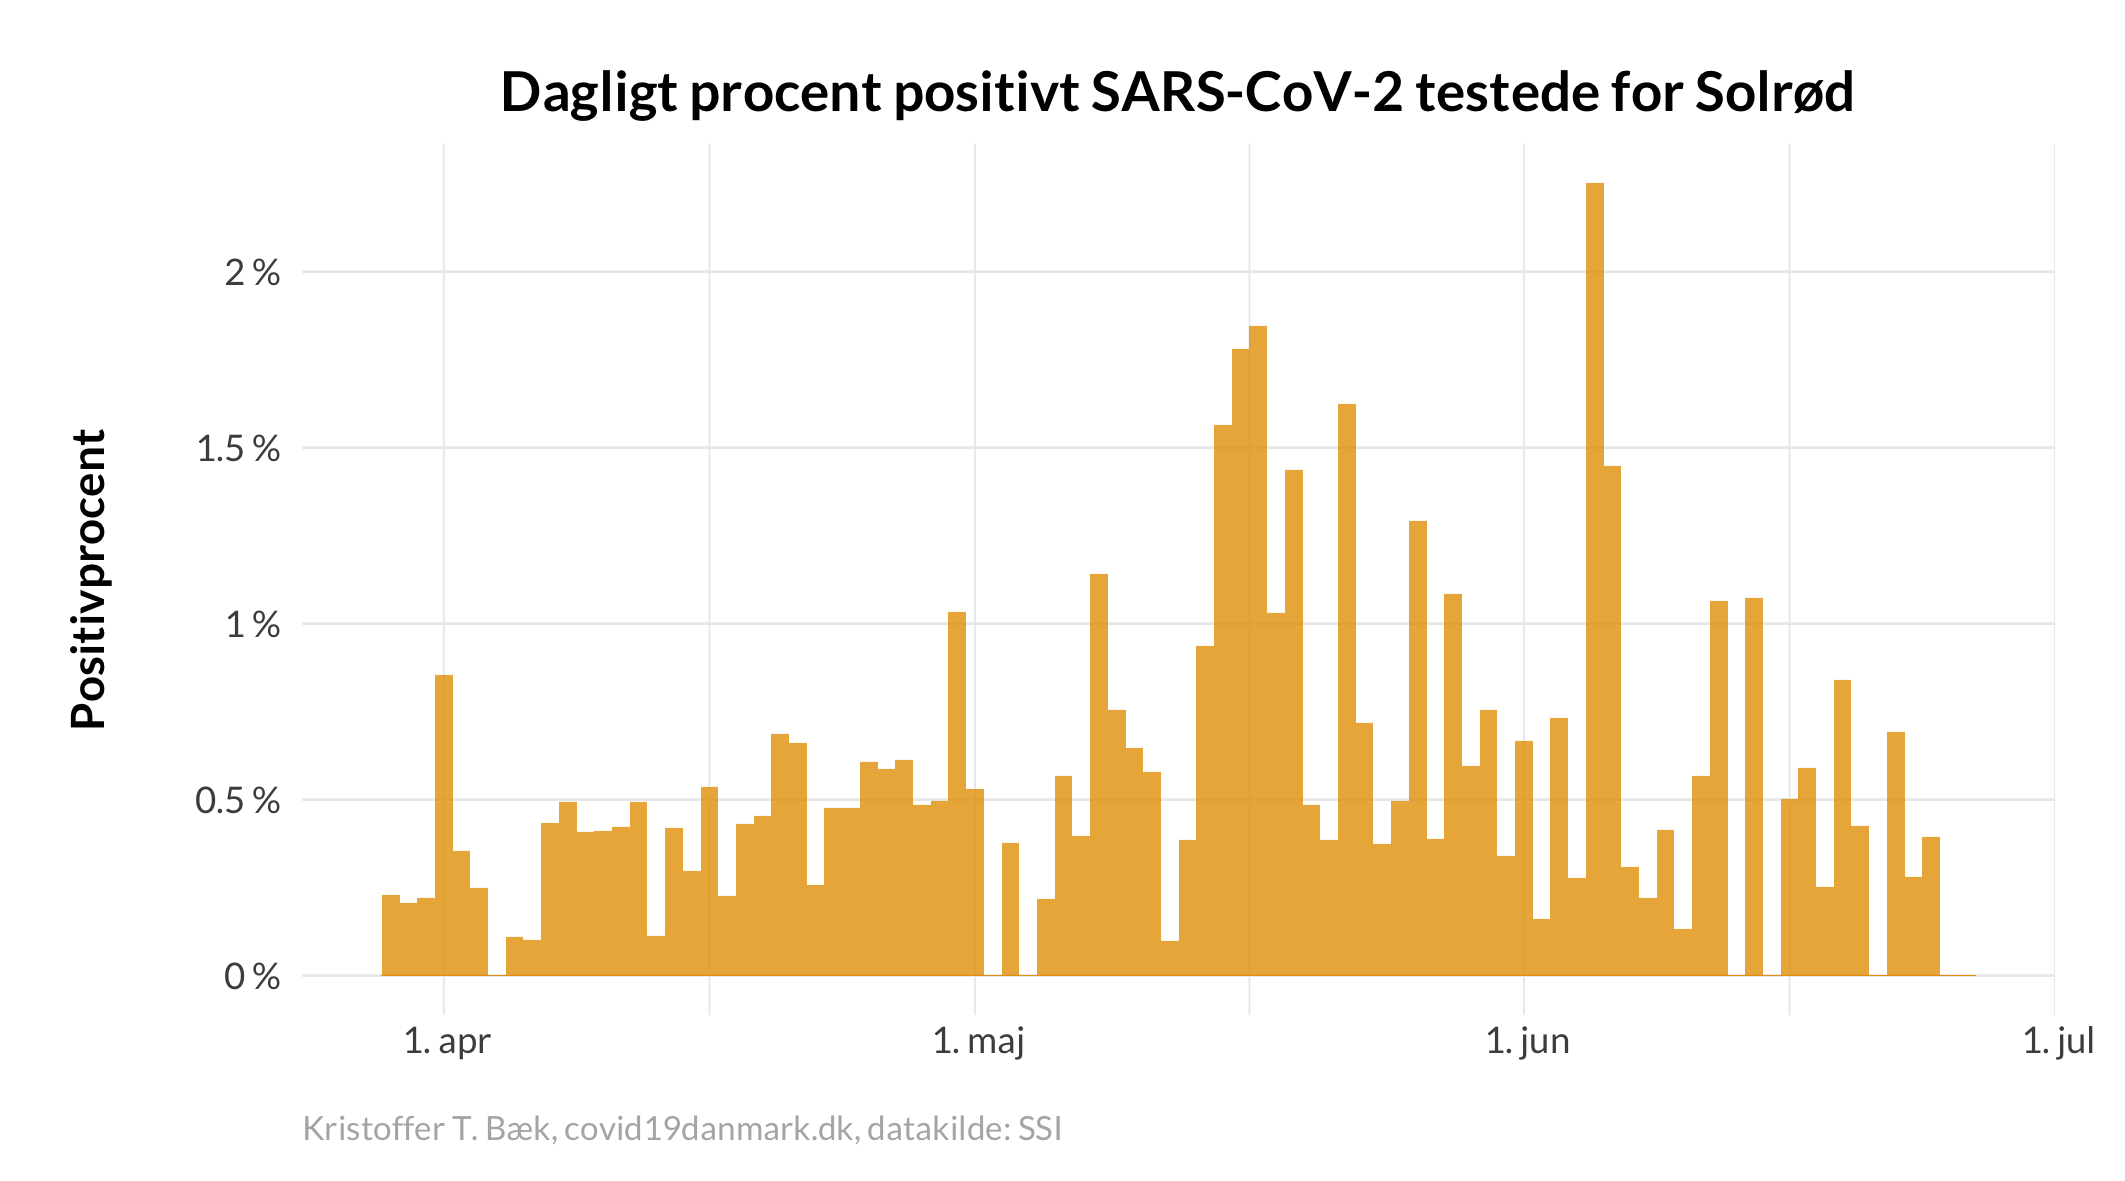 Dagligt procent positivt SARS-CoV-2 testede for Solrød
Positivprocent
2 %
1.5 %
1 %
0.5 %
0 %
1. apr
1. maj
1. jun
1. jul
Kristoffer T. Bæk, covid19danmark.dk, datakilde: SSI